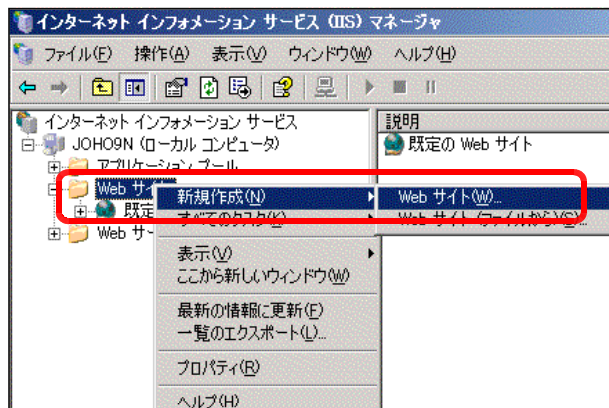 インターネット インフォメーション サービス (IIS) マネージャ
ファイル(F) 操作(A) 表示(V) ウィンドウ(W) ヘルプ(H)
インターネット インフォメーション サービス
JOHO9N (ローカル コンピュータ)
アプリケーション プール
Web サイ
既定
Web サー
説明
既定の Web サイト
新規作成(N)
すべてのタスク(K)
表示(V)
ここから新しいウィンドウ(W)
最新の情報に更新(F)
一覧のエクスポート(L)...
プロパティ(R)
ヘルプ(H)
Web サイト(W)...
Web サイト (ファイルから)(S)...